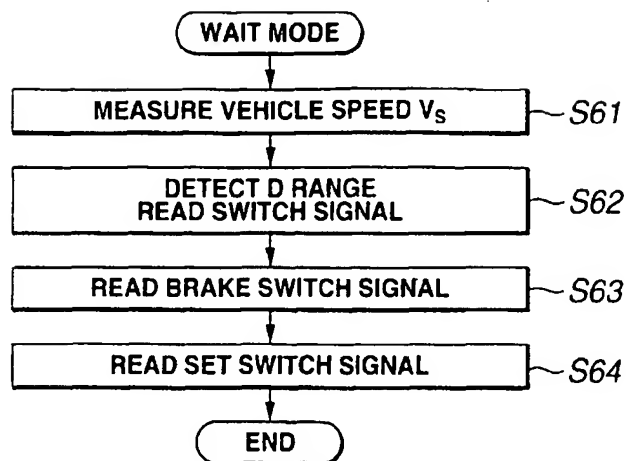 WAIT MODE
MEASURE VEHICLE SPEED VS
S61
DETECT D RANGE
READ SWITCH SIGNAL
S62
READ BRAKE SWITCH SIGNAL
S63
READ SET SWITCH SIGNAL
S64
END